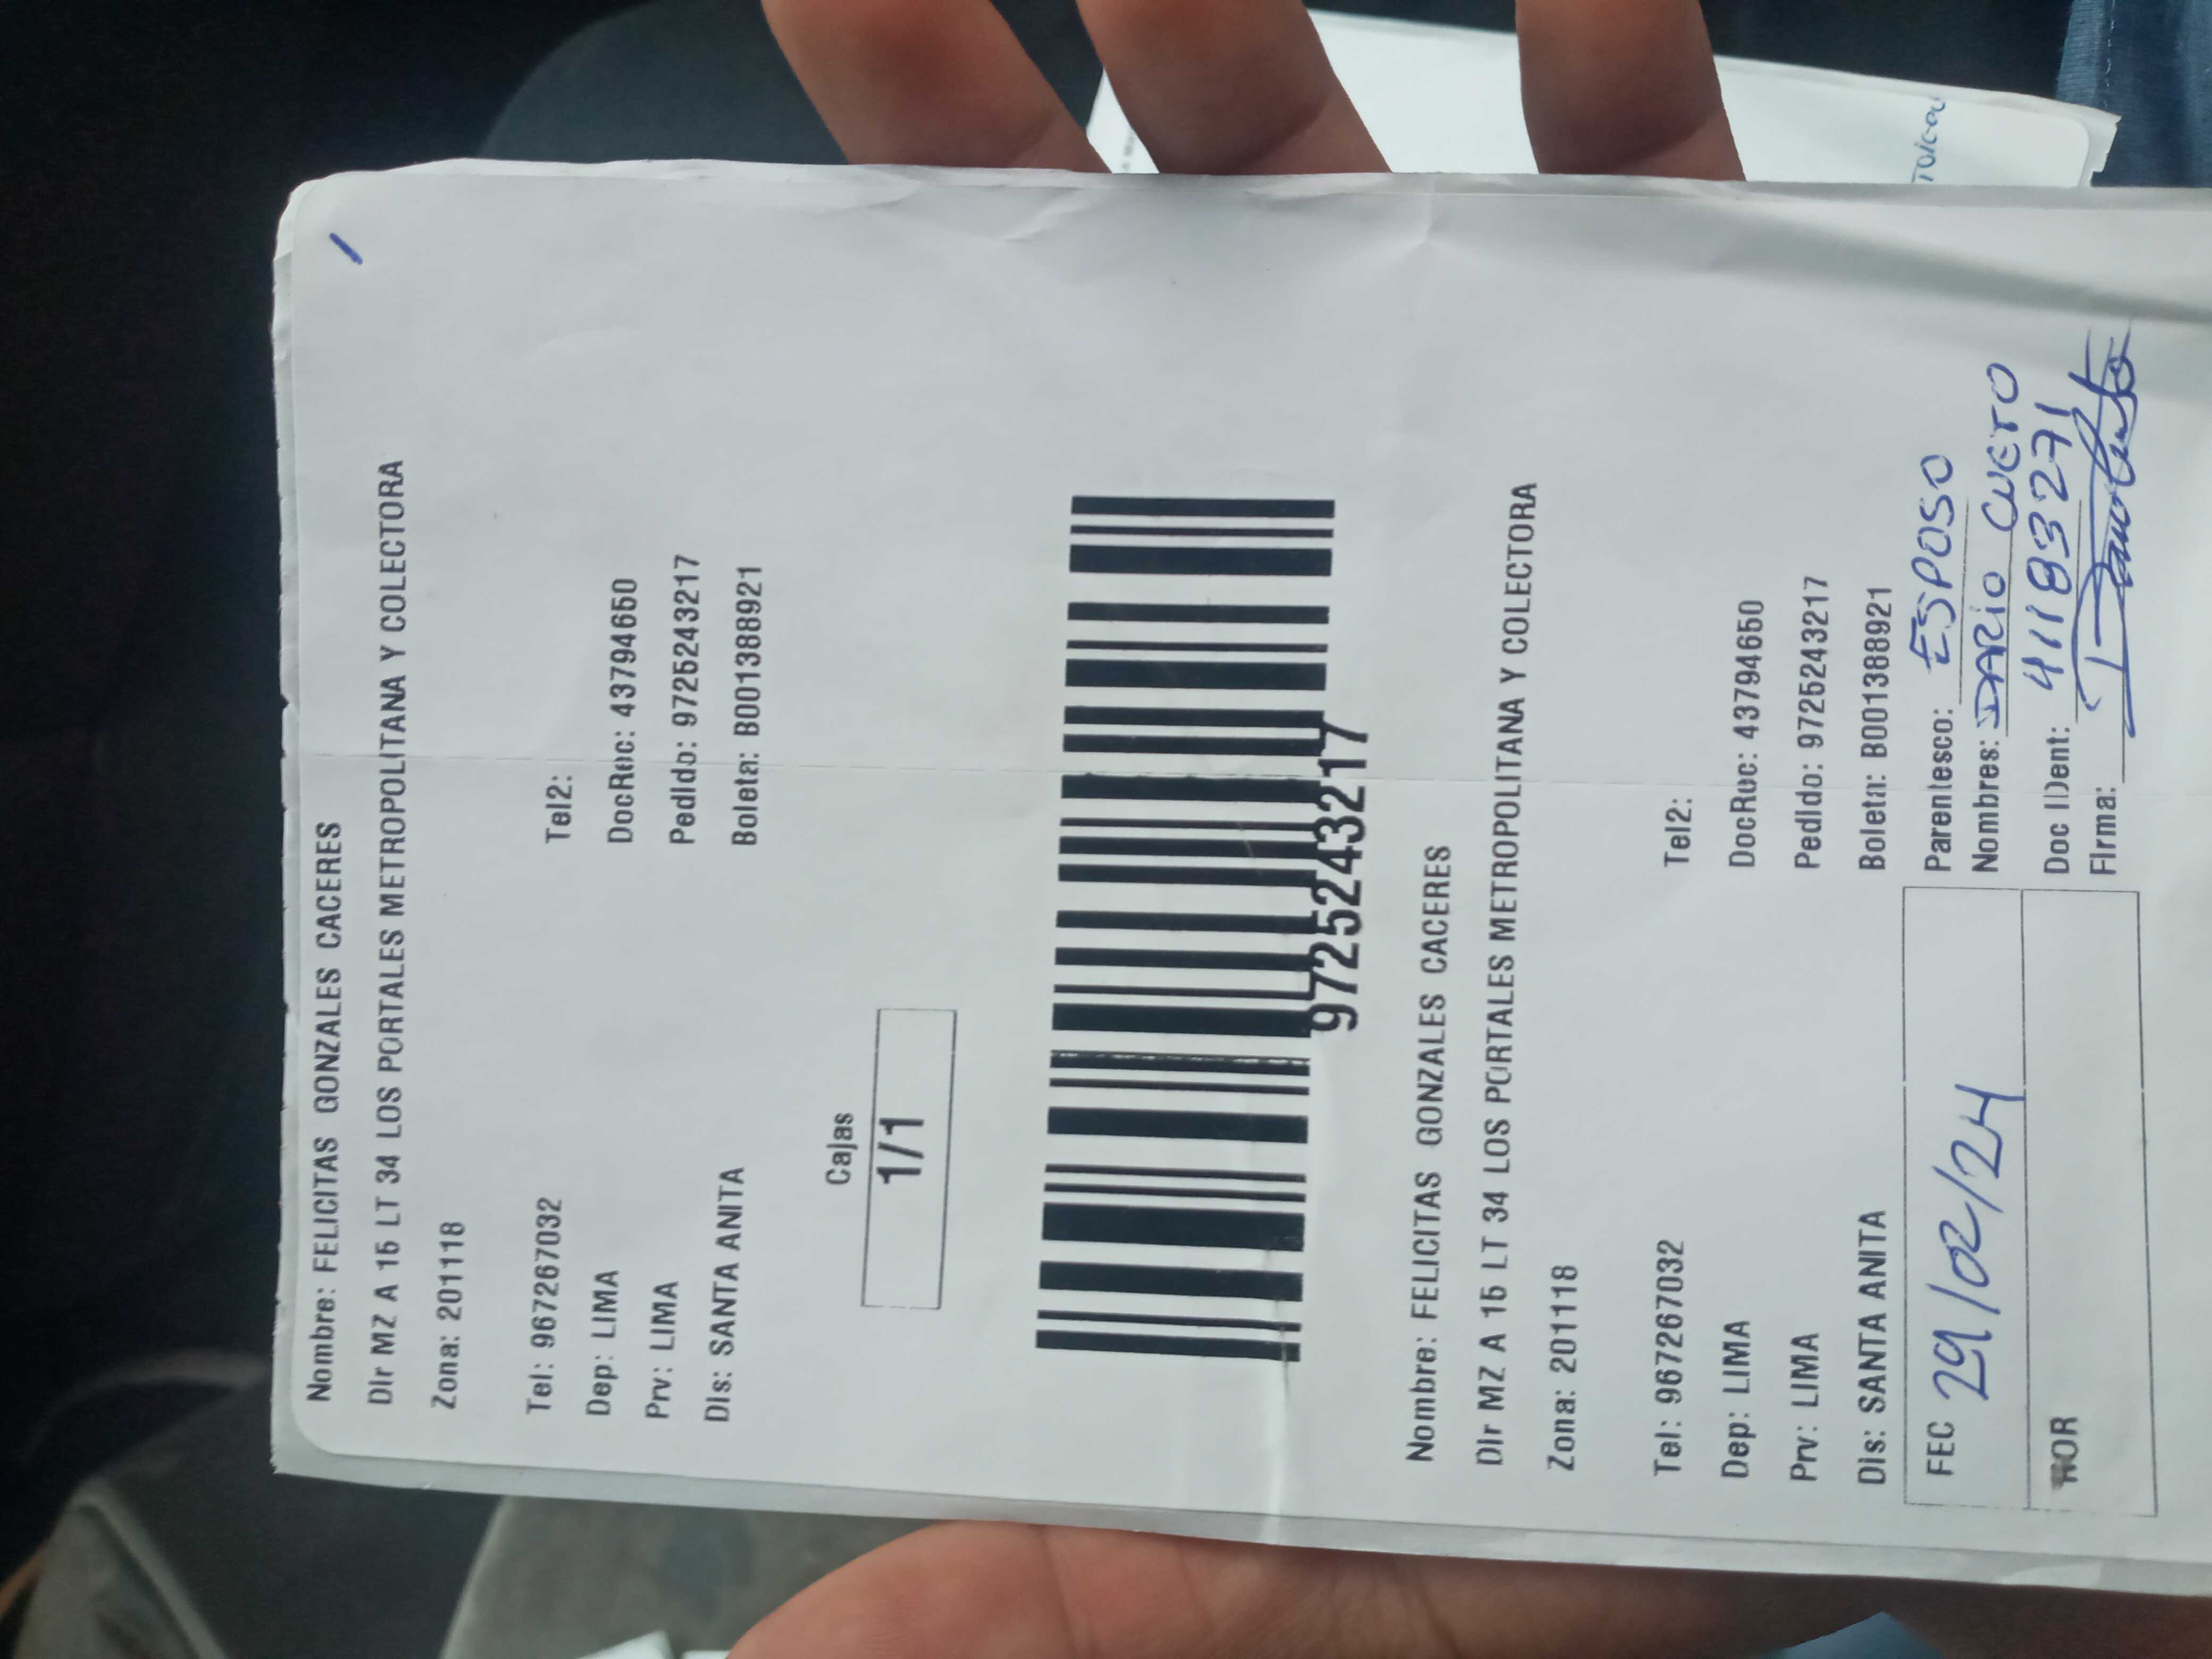 Nombre: FELICITAS GONZALES CACERES
DIr MZ A 15 LT 34 LOS PORTALES METROPOLITANA Y COLECTORA
Zona: 201118
Tel: 967267032 Tel2:
Dep: LIMA DocRec: 43794650
Prv: LIMA PedIdo: 9725243217
DIs: SANTA ANITA Boleta: B001388921
Cajas
1/1
9725243217
Nombre: FELICITAS GONZALES CACERES
DIr MZ A 15 LT 34 LOS PORTALES METROPOLITANA Y COLECTORA
Zona: 201118
Tel: 967267032 Tel2:
Dep: LIMA DocRec: 43794650
Prv: LIMA PedIdo: 9725243217
DIs: SANTA ANITA Boleta: B001388921
FEC 29/02/24 Parentesco: ESPOSO
Nombres: DARIO CUETO
HOR Doc IDent: 41183271
FIrma: